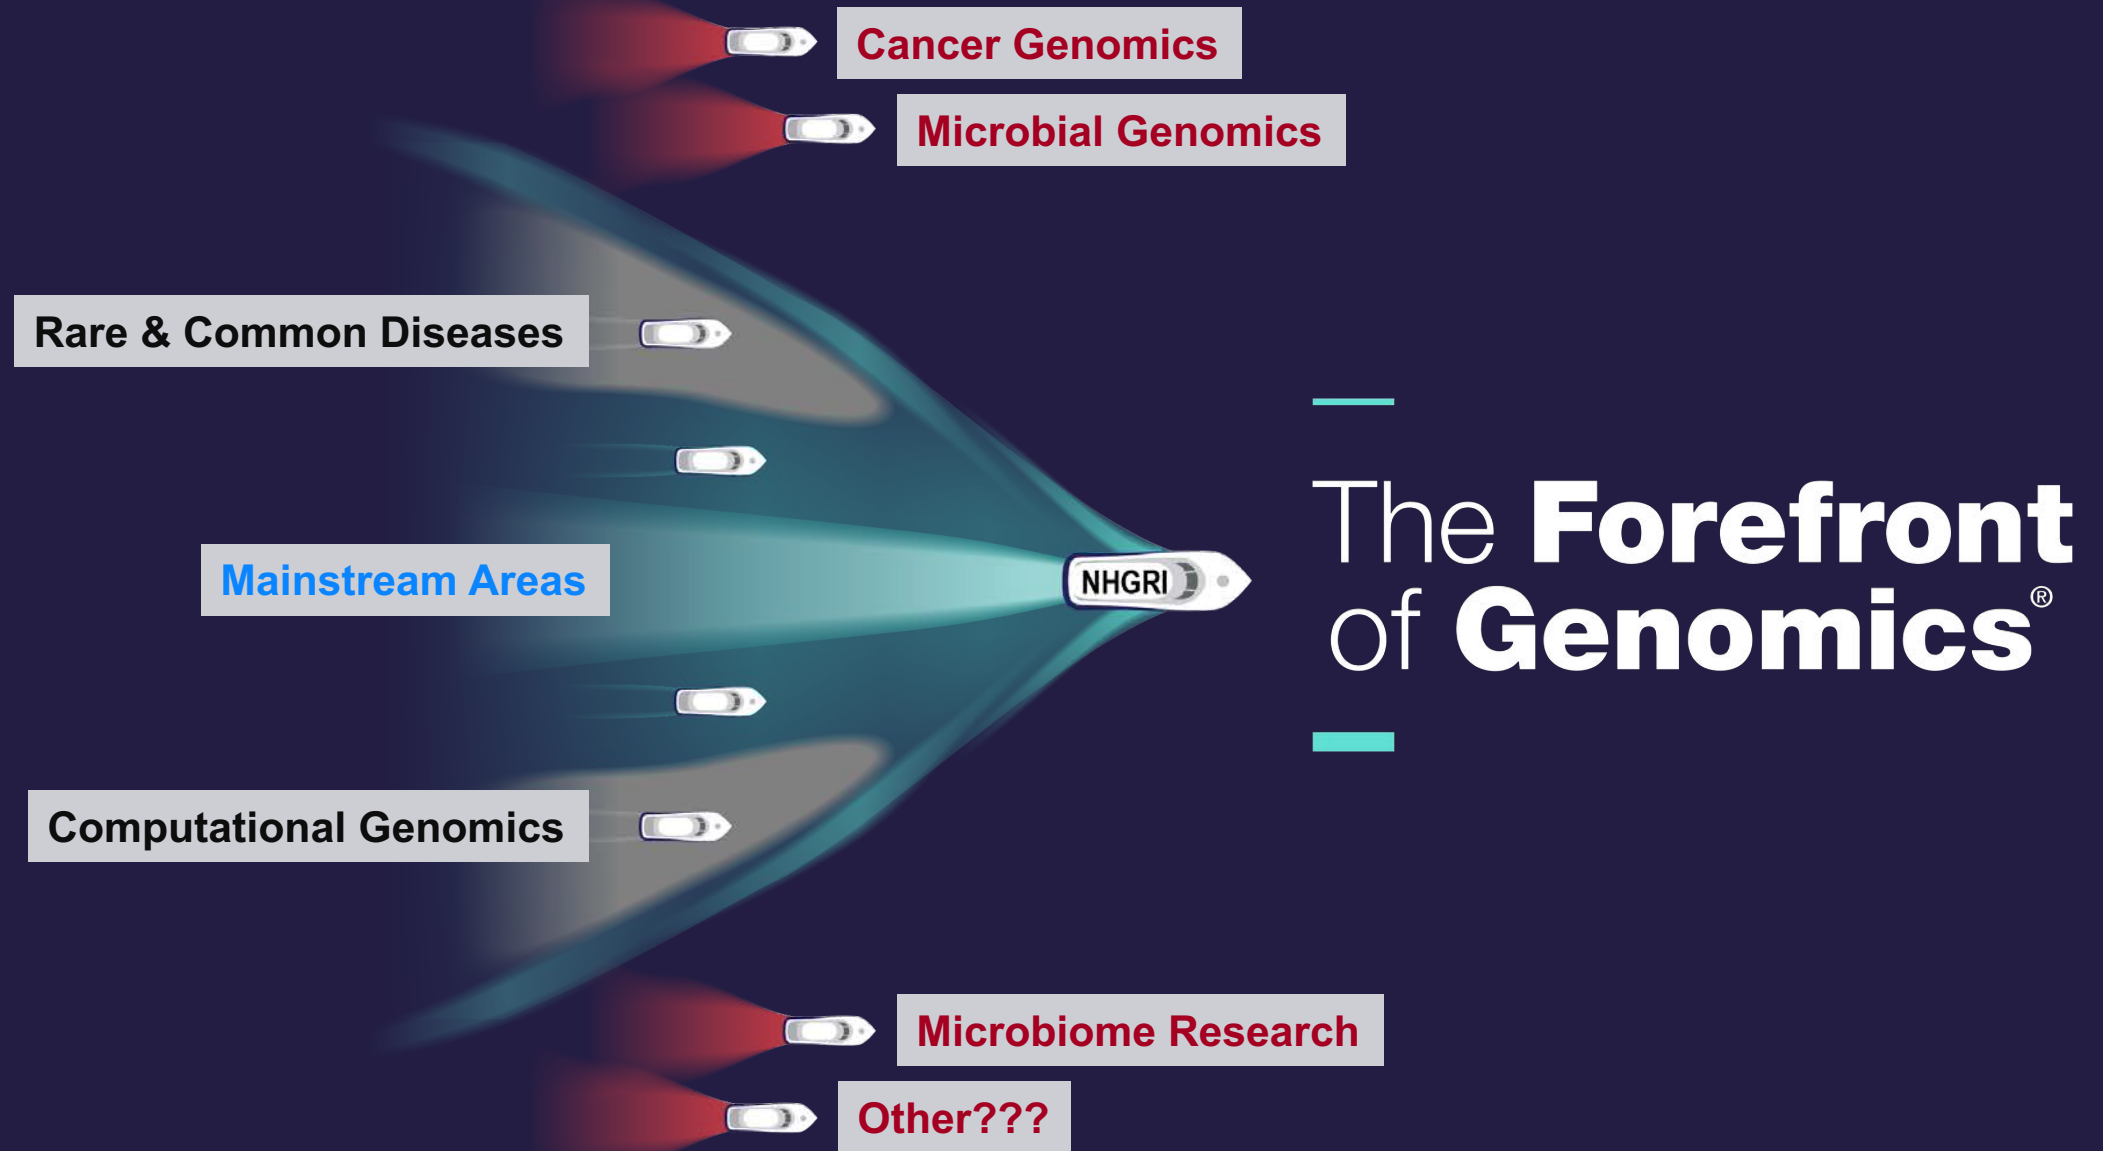 Cancer Genomics
Microbial Genomics
Rare & Common Diseases
Mainstream Areas
NHGRI
The Forefront
of Genomics®
Computational Genomics
Microbiome Research
Other???